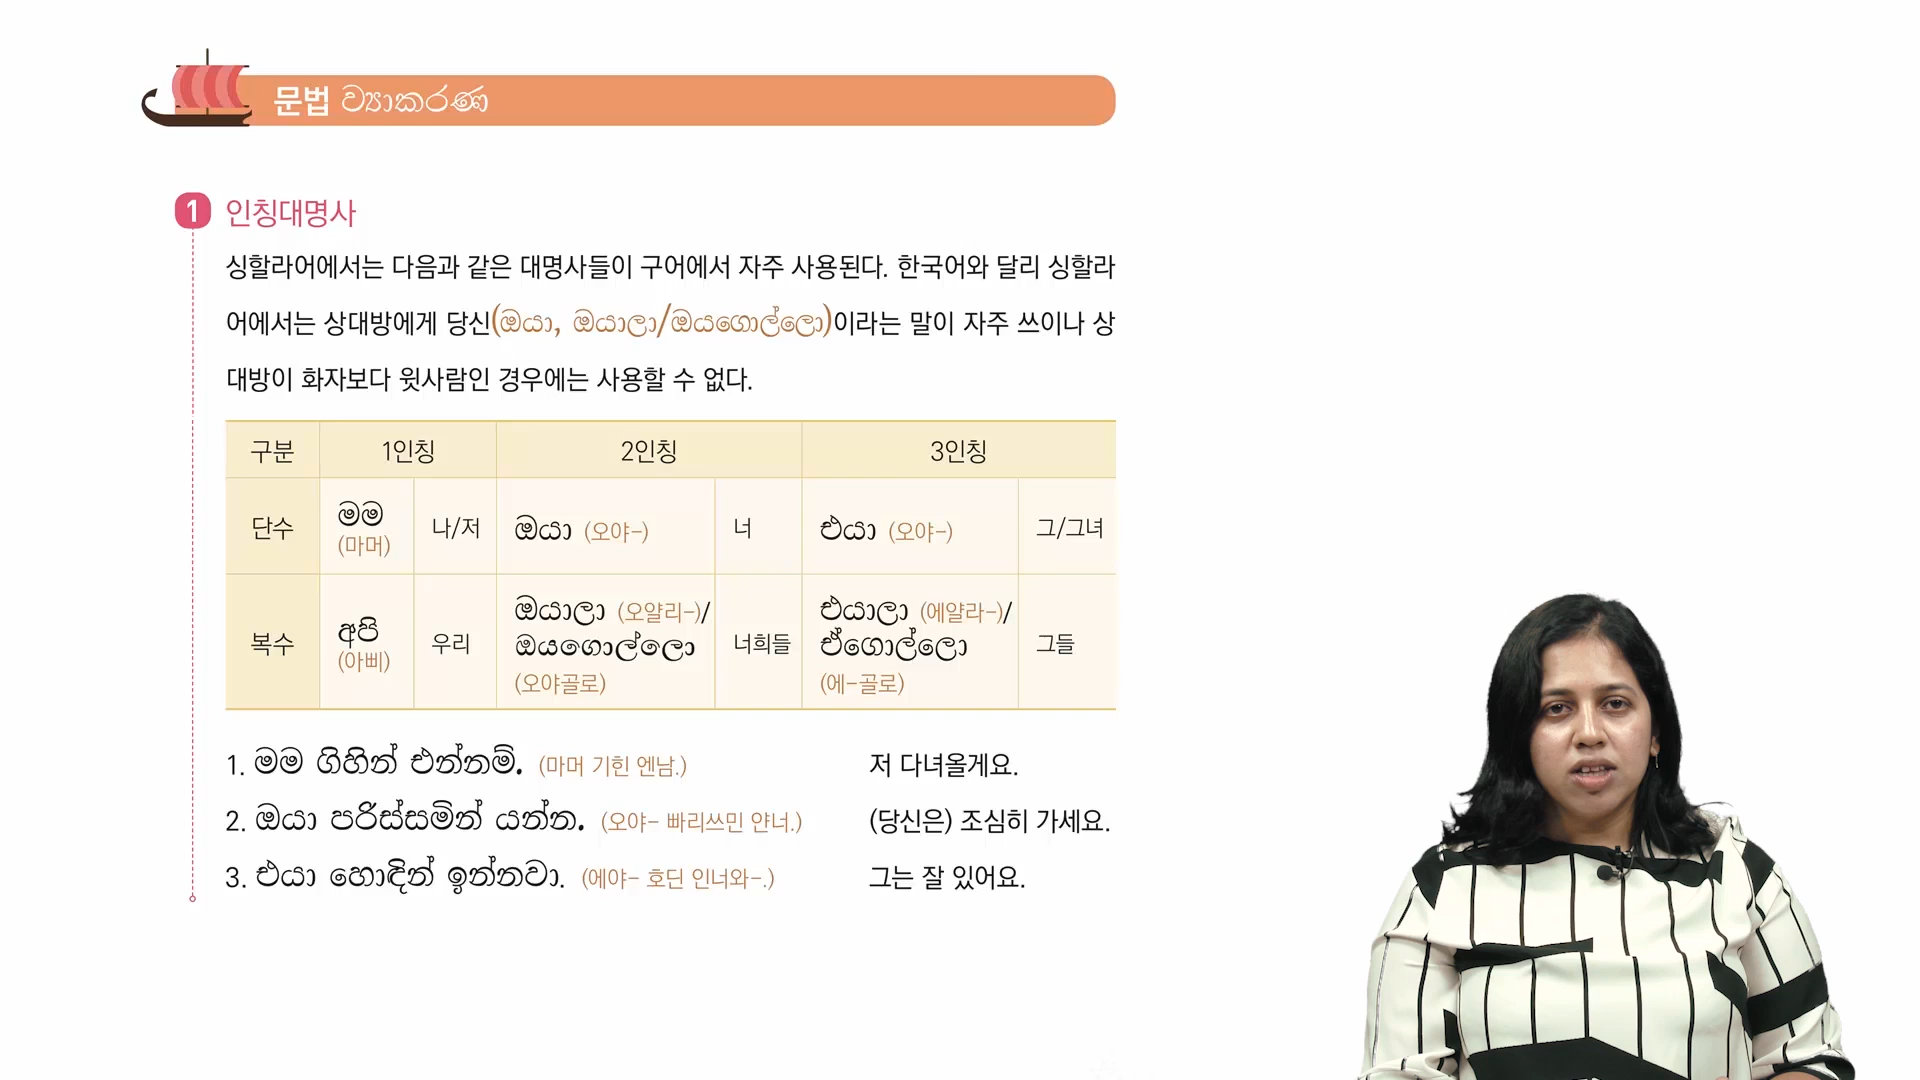 문법 ව්‍යාකරණ
1 인칭대명사
싱할라어에서는 다음과 같은 대명사들이 구어에서 자주 사용된다. 한국어와 달리 싱할라
어에서는 상대방에게 당신(ඔයා, ඔයාලා/ඔයගොල්ලො)이라는 말이 자주 쓰이나 상
대방이 화자보다 윗사람인 경우에는 사용할 수 없다.
구분 1인칭 2인칭 3인칭
단수 මම (마머) 나/저 ඔයා (오야-) 너 එයා (오야-) 그/그녀
복수 අපි (아삐) 우리 ඔයාලා (오얄리-)/ ඔයගොල්ලො (오야골로) 너희들 එයාලා (에얄라-)/ ඒගොල්ලො (에-골로) 그들
1. මම ගිහින් එන්නම්. (마머 기힌 엔남.) 저 다녀올게요.
2. ඔයා පරිස්සමින් යන්න. (오야- 빠리쓰민 얀너.) (당신은) 조심히 가세요.
3. එයා හොඳින් ඉන්නවා. (에야- 호딘 인너와-.) 그는 잘 있어요.